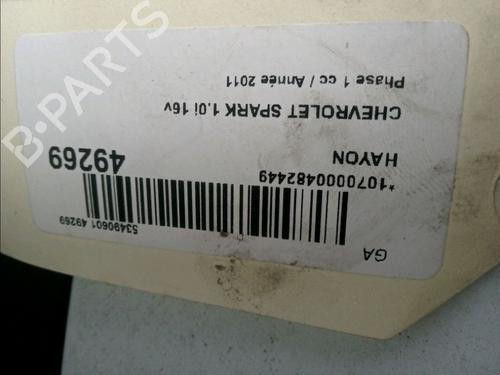 GA
*1070000482449
53490601 49269
HAYON
49269
CHEVROLET SPARK 1.0i 16v
Phase 1 cc / Année 2011
B-PARTS